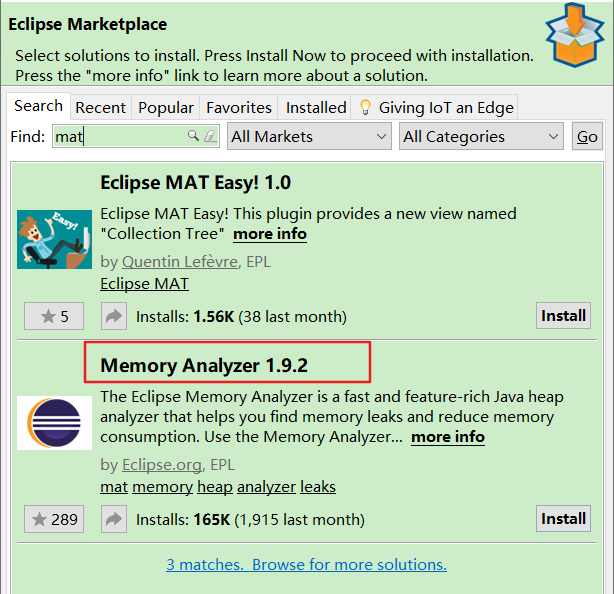 Eclipse Marketplace
Select solutions to install. Press Install Now to proceed with installation.
Press the "more info" link to learn more about a solution.
Search Recent Popular Favorites Installed Giving IoT an Edge
Find: mat All Markets All Categories Go
Eclipse MAT Easy! 1.0
Easy!
Eclipse MAT Easy! This plugin provides a new view named
"Collection Tree" more info
by Quentin Lefèvre, EPL
Eclipse MAT
5 Installs: 1.56K (38 last month) Install
Memory Analyzer 1.9.2
The Eclipse Memory Analyzer is a fast and feature-rich Java heap
analyzer that helps you find memory leaks and reduce memory
consumption. Use the Memory Analyzer... more info
by Eclipse.org, EPL
mat memory heap analyzer leaks
289 Installs: 165K (1,915 last month) Install
3 matches. Browse for more solutions.